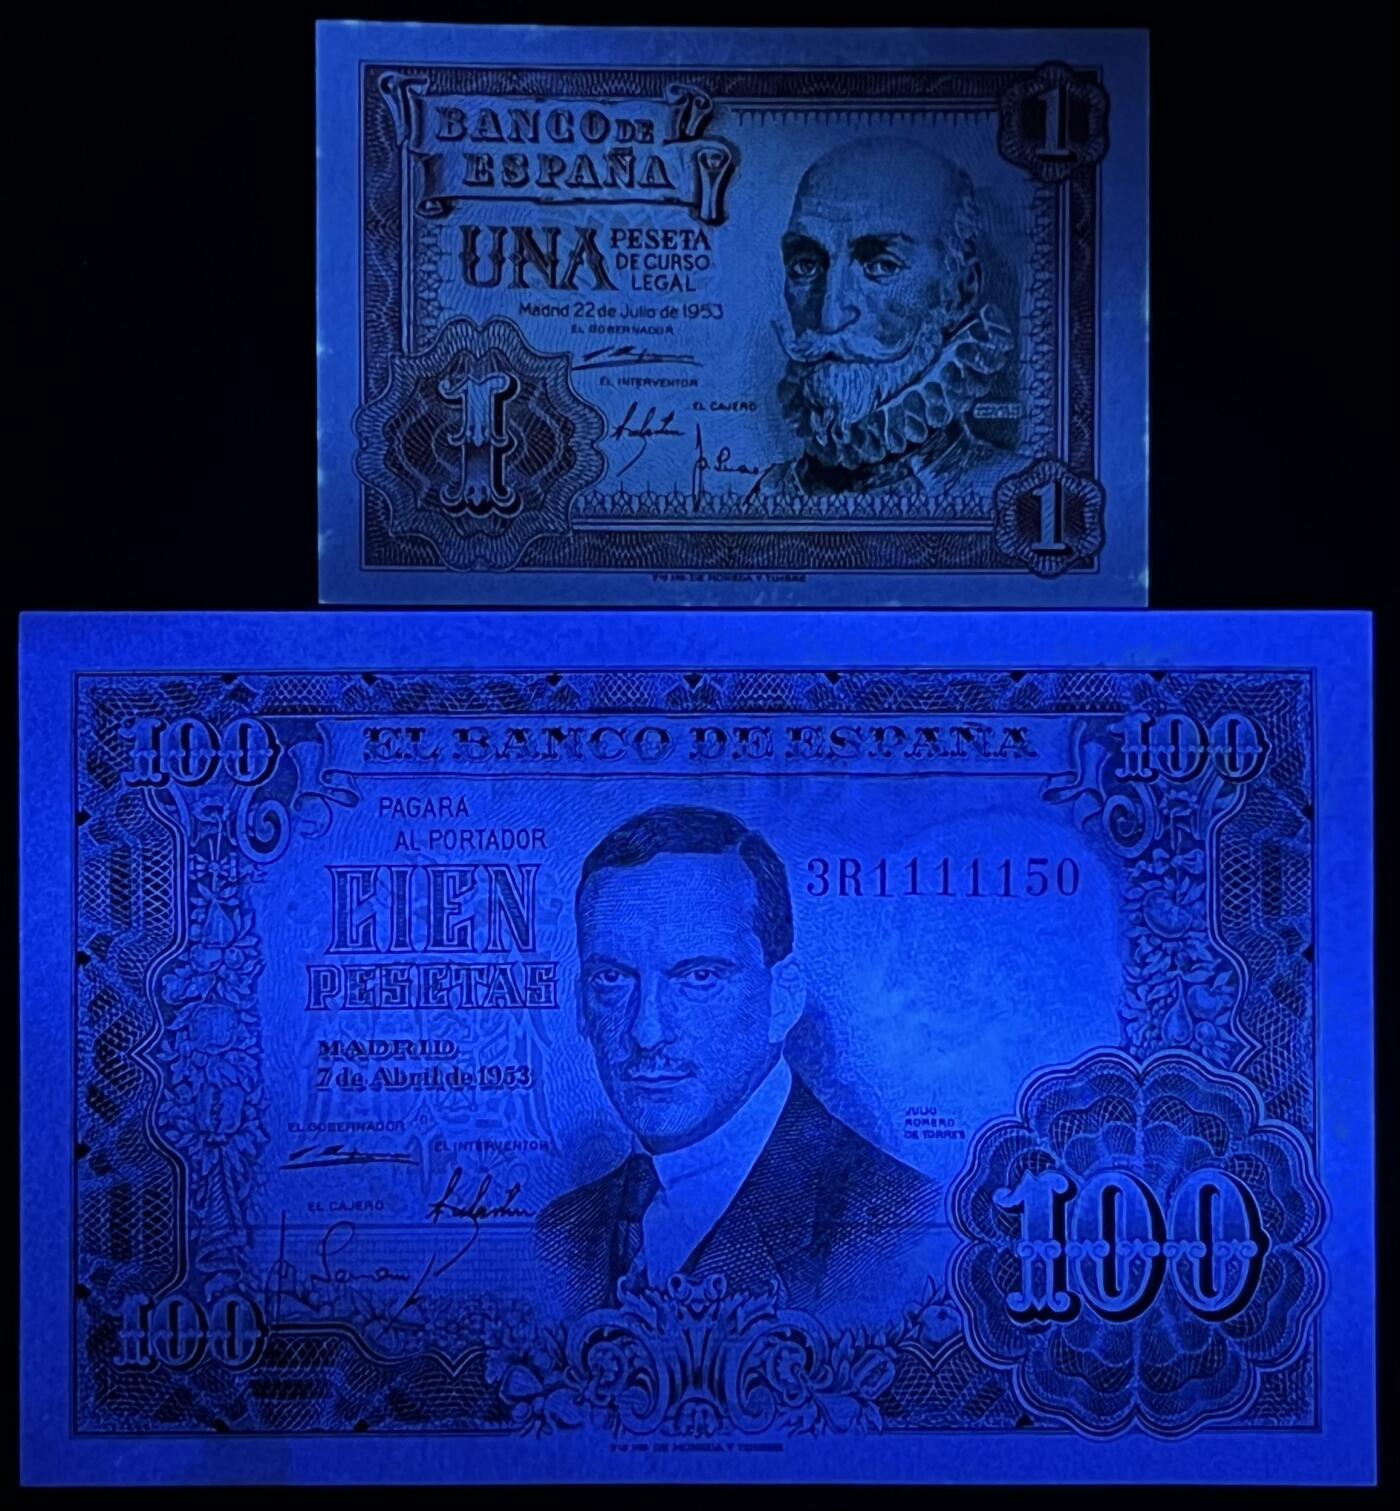 BANCO DE
ESPAÑA
1
UNA PESETA
DE CURSO
LEGAL
Madrid 22 de Julio de 1953
EL GOBERNADOR
EL INTERVENTOR
EL CAJERO
1
1
EL BANCO DE ESPAÑA
100
100
PAGARA
AL PORTADOR
CIEN
PESETAS
3R1111150
MADRID
7 de Abril de 1953
EL GOBERNADOR
EL INTERVENTOR
JULIO
ROMERO
DE TORRES
EL CAJERO
100
100